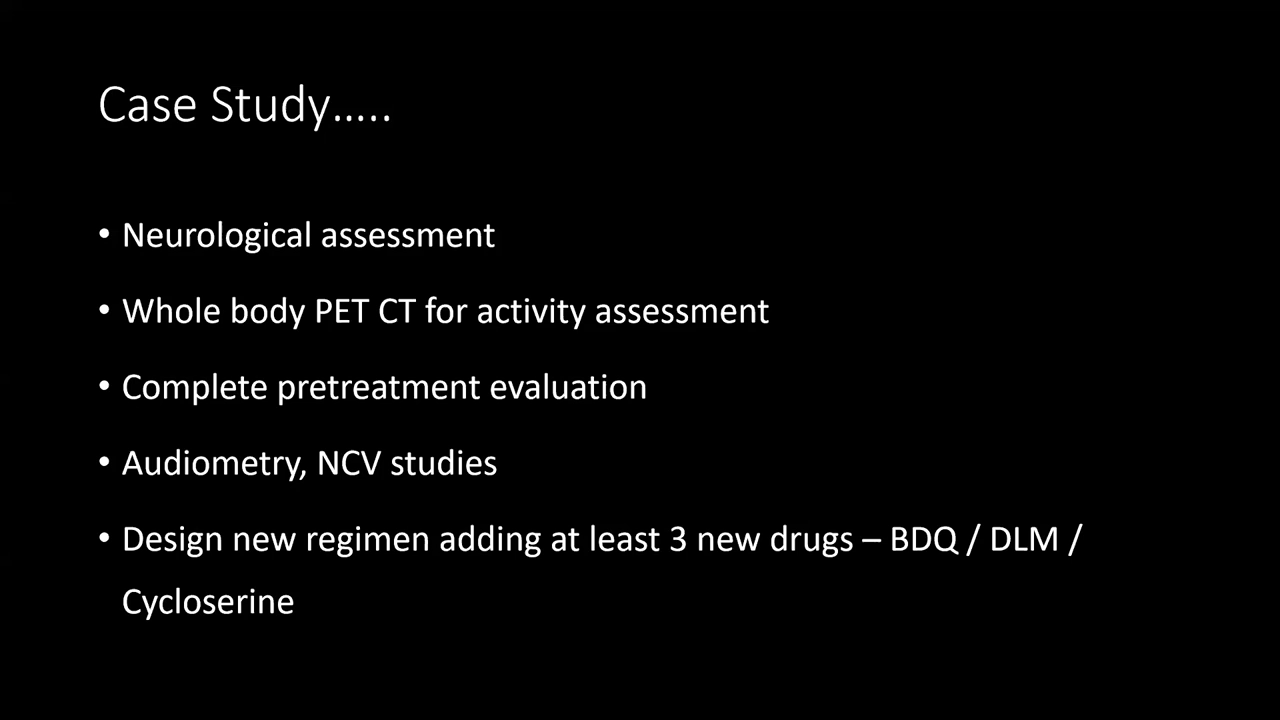 Case Study.....
• Neurological assessment
• Whole body PET CT for activity assessment
• Complete pretreatment evaluation
• Audiometry, NCV studies
• Design new regimen adding at least 3 new drugs – BDQ / DLM /
Cycloserine